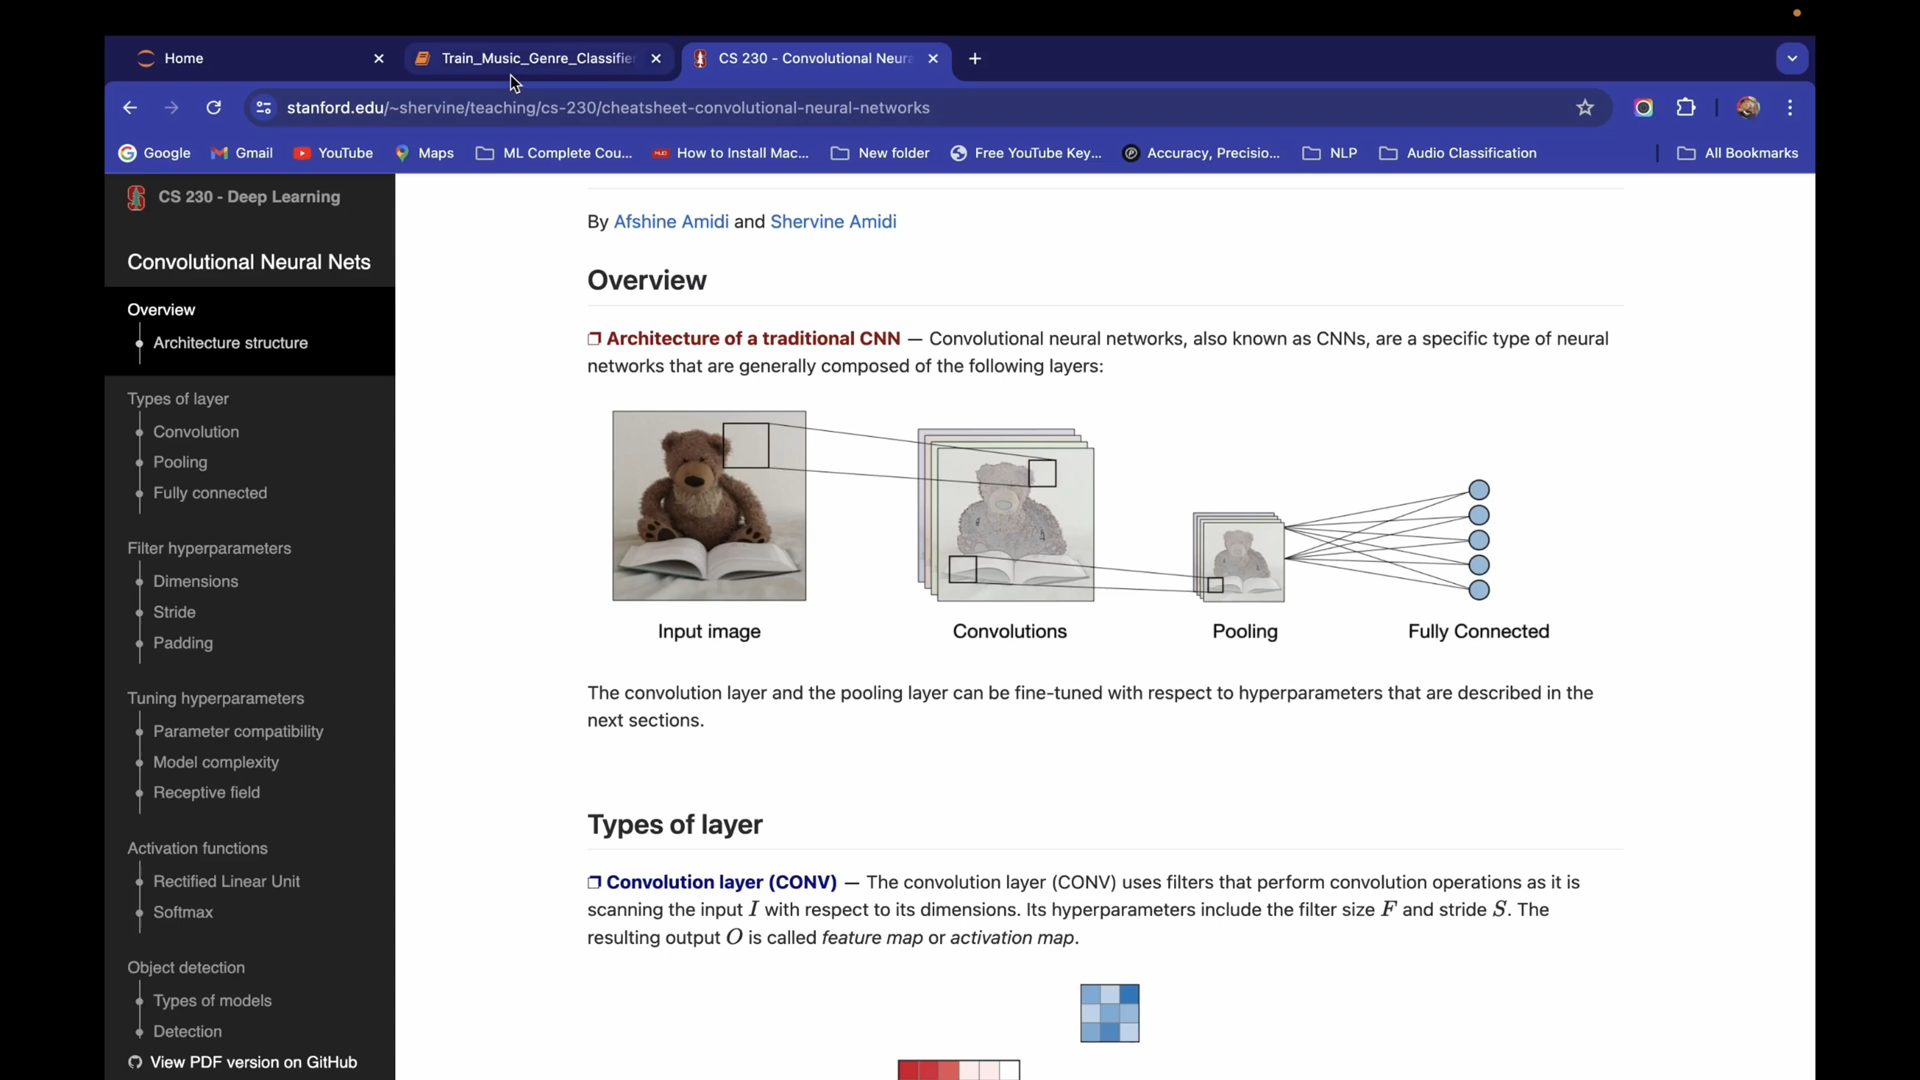 Home
Train_Music_Genre_Classifier
CS 230 - Convolutional Neura
stanford.edu/~shervine/teaching/cs-230/cheatsheet-convolutional-neural-networks
Google
Gmail
YouTube
Maps
ML Complete Cou...
How to Install Mac...
New folder
Free YouTube Key...
Accuracy, Precisio...
NLP
Audio Classification
All Bookmarks
CS 230 - Deep Learning
Convolutional Neural Nets
Overview
Architecture structure
Types of layer
Convolution
Pooling
Fully connected
Filter hyperparameters
Dimensions
Stride
Padding
Tuning hyperparameters
Parameter compatibility
Model complexity
Receptive field
Activation functions
Rectified Linear Unit
Softmax
Object detection
Types of models
Detection
View PDF version on GitHub
By Afshine Amidi and Shervine Amidi
Overview
Architecture of a traditional CNN — Convolutional neural networks, also known as CNNs, are a specific type of neural
networks that are generally composed of the following layers:
Input image
Convolutions
Pooling
Fully Connected
The convolution layer and the pooling layer can be fine-tuned with respect to hyperparameters that are described in the
next sections.
Types of layer
Convolution layer (CONV) — The convolution layer (CONV) uses filters that perform convolution operations as it is
scanning the input I with respect to its dimensions. Its hyperparameters include the filter size F and stride S. The
resulting output O is called feature map or activation map.